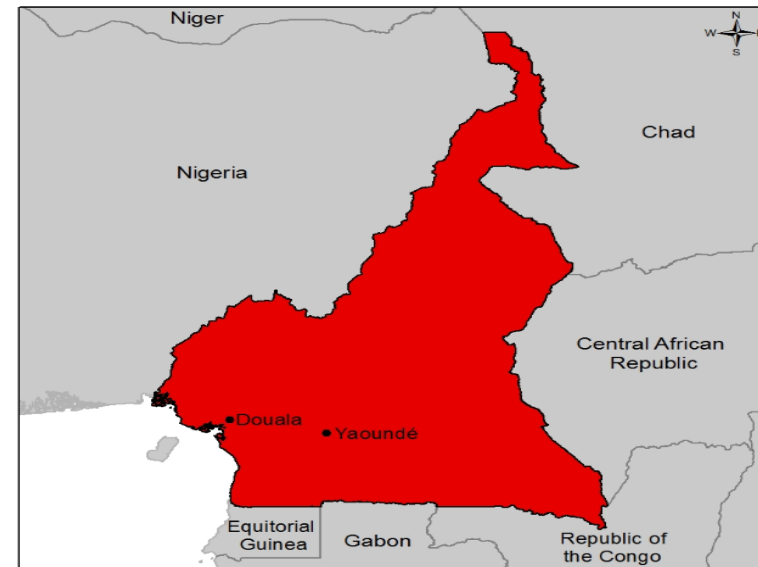 Niger
N
W E
S
Chad
Nigeria
Central African
Republic
Douala
Yaoundé
Equitorial
Guinea
Gabon
Republic of
the Congo